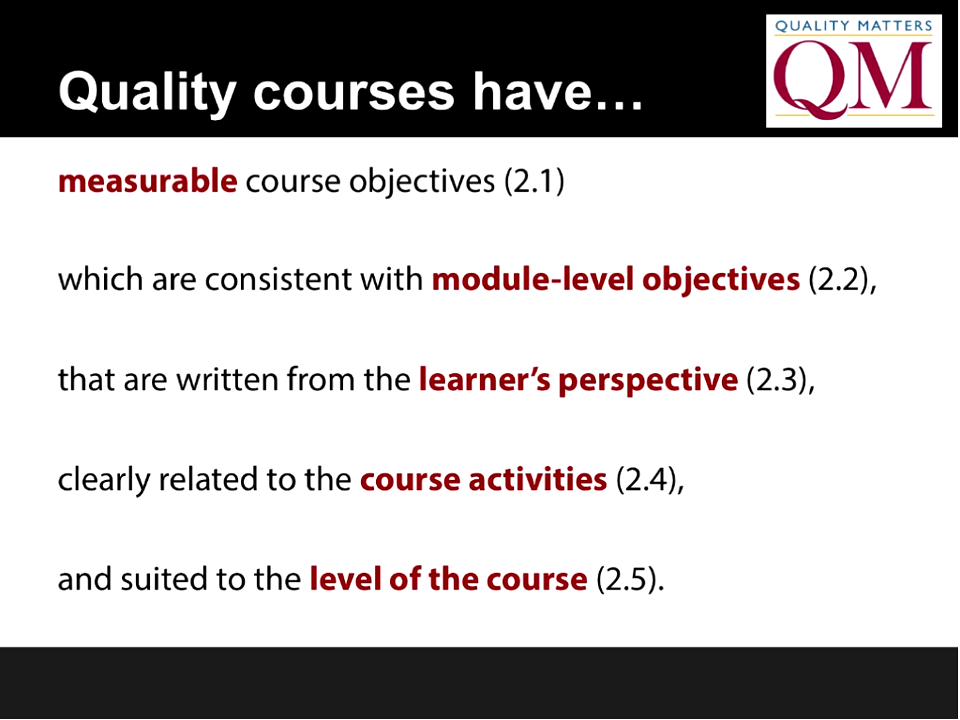 Quality courses have…
QUALITY MATTERS
QM
measurable course objectives (2.1)
which are consistent with module-level objectives (2.2),
that are written from the learner’s perspective (2.3),
clearly related to the course activities (2.4),
and suited to the level of the course (2.5).